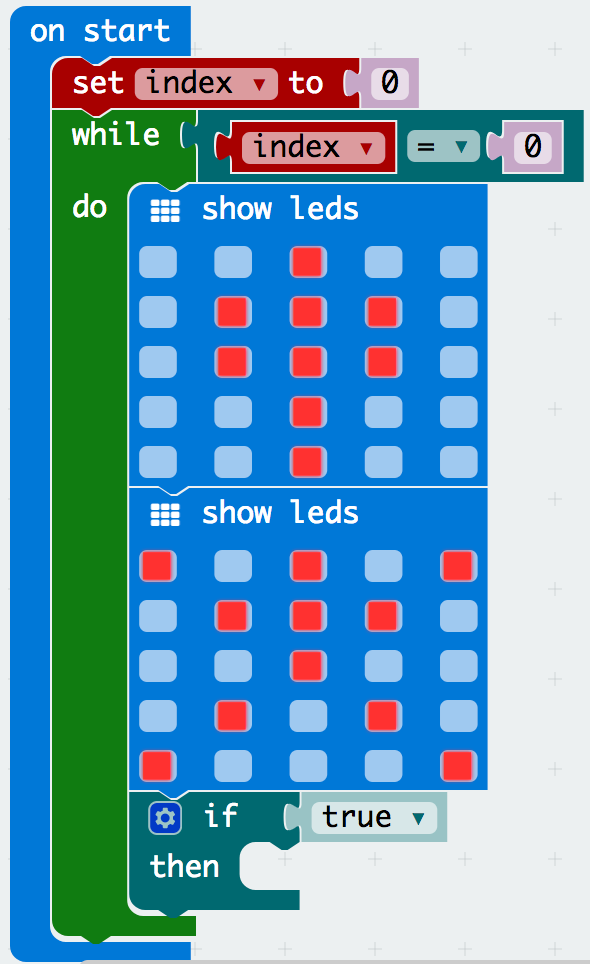 on start
set index ▾ to 0
while index ▾ = ▾ 0
do show leds
show leds
if true ▾
then